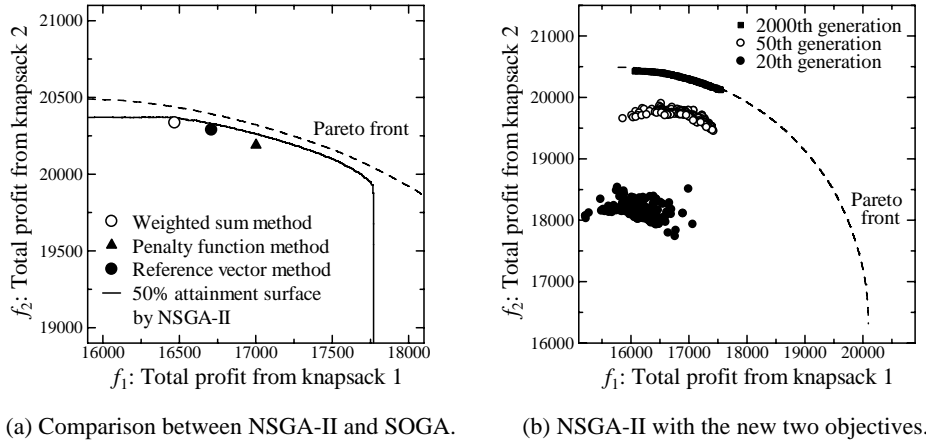 21000
20500
20000
19500
19000
16000
16500
17000
17500
18000
f2: Total profit from knapsack 2
f1: Total profit from knapsack 1
Pareto front
Weighted sum method
Penalty function method
Reference vector method
50% attainment surface
by NSGA-II
(a) Comparison between NSGA-II and SOGA.
21000
20500
19500
18500
18000
17000
16000
16000
17000
18000
19000
20000
f2: Total profit from knapsack 2
f1: Total profit from knapsack 1
2000th generation
50th generation
20th generation
Pareto
front
(b) NSGA-II with the new two objectives.